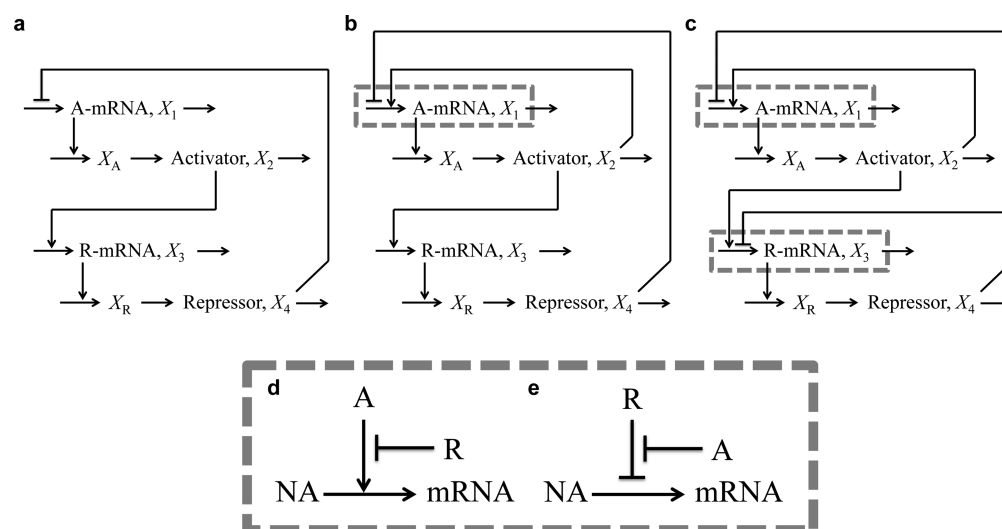 a
A-mRNA, X1
XA Activator, X2
R-mRNA, X3
XR Repressor, X4
b
A-mRNA, X1
XA Activator, X2
R-mRNA, X3
XR Repressor, X4
c
A-mRNA, X1
XA Activator, X2
R-mRNA, X3
XR Repressor, X4
d
A
R
NA mRNA
e
R
A
NA mRNA